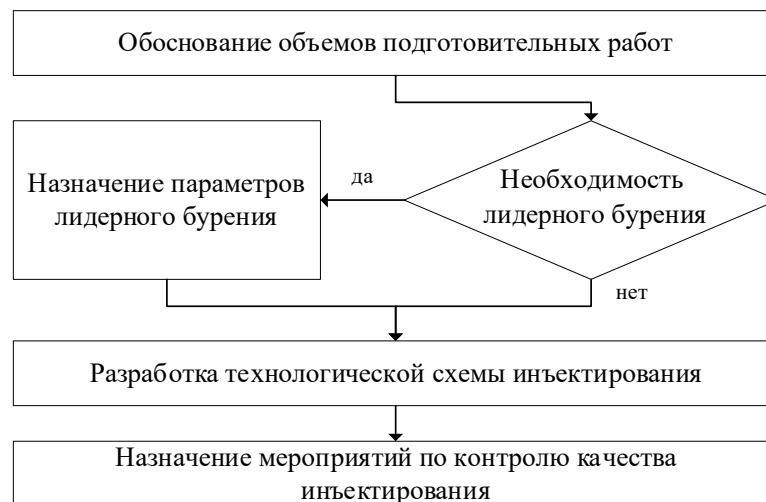 Обоснование объемов подготовительных работ
Назначение параметров
лидерного бурения
да
Необходимость
лидерного бурения
нет
Разработка технологической схемы инъектирования
Назначение мероприятий по контролю качества
инъектирования